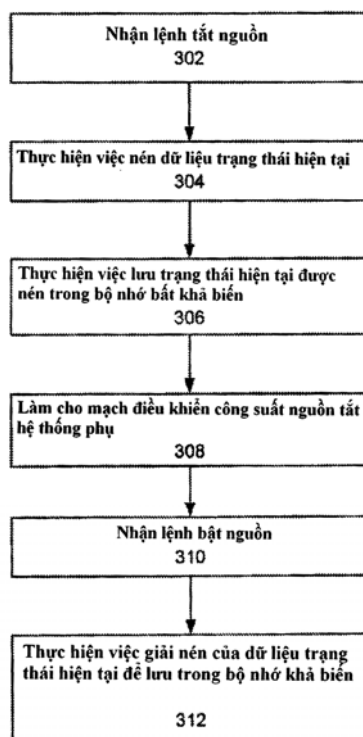 Nhận lệnh tắt nguồn
302
Thực hiện việc nén dữ liệu trạng thái hiện tại
304
Thực hiện việc lưu trạng thái hiện tại được
nén trong bộ nhớ bất khả biến
306
Làm cho mạch điều khiển công suất nguồn tắt
hệ thống phụ
308
Nhận lệnh bật nguồn
310
Thực hiện việc giải nén của dữ liệu trạng
thái hiện tại để lưu trong bộ nhớ khả biến
312